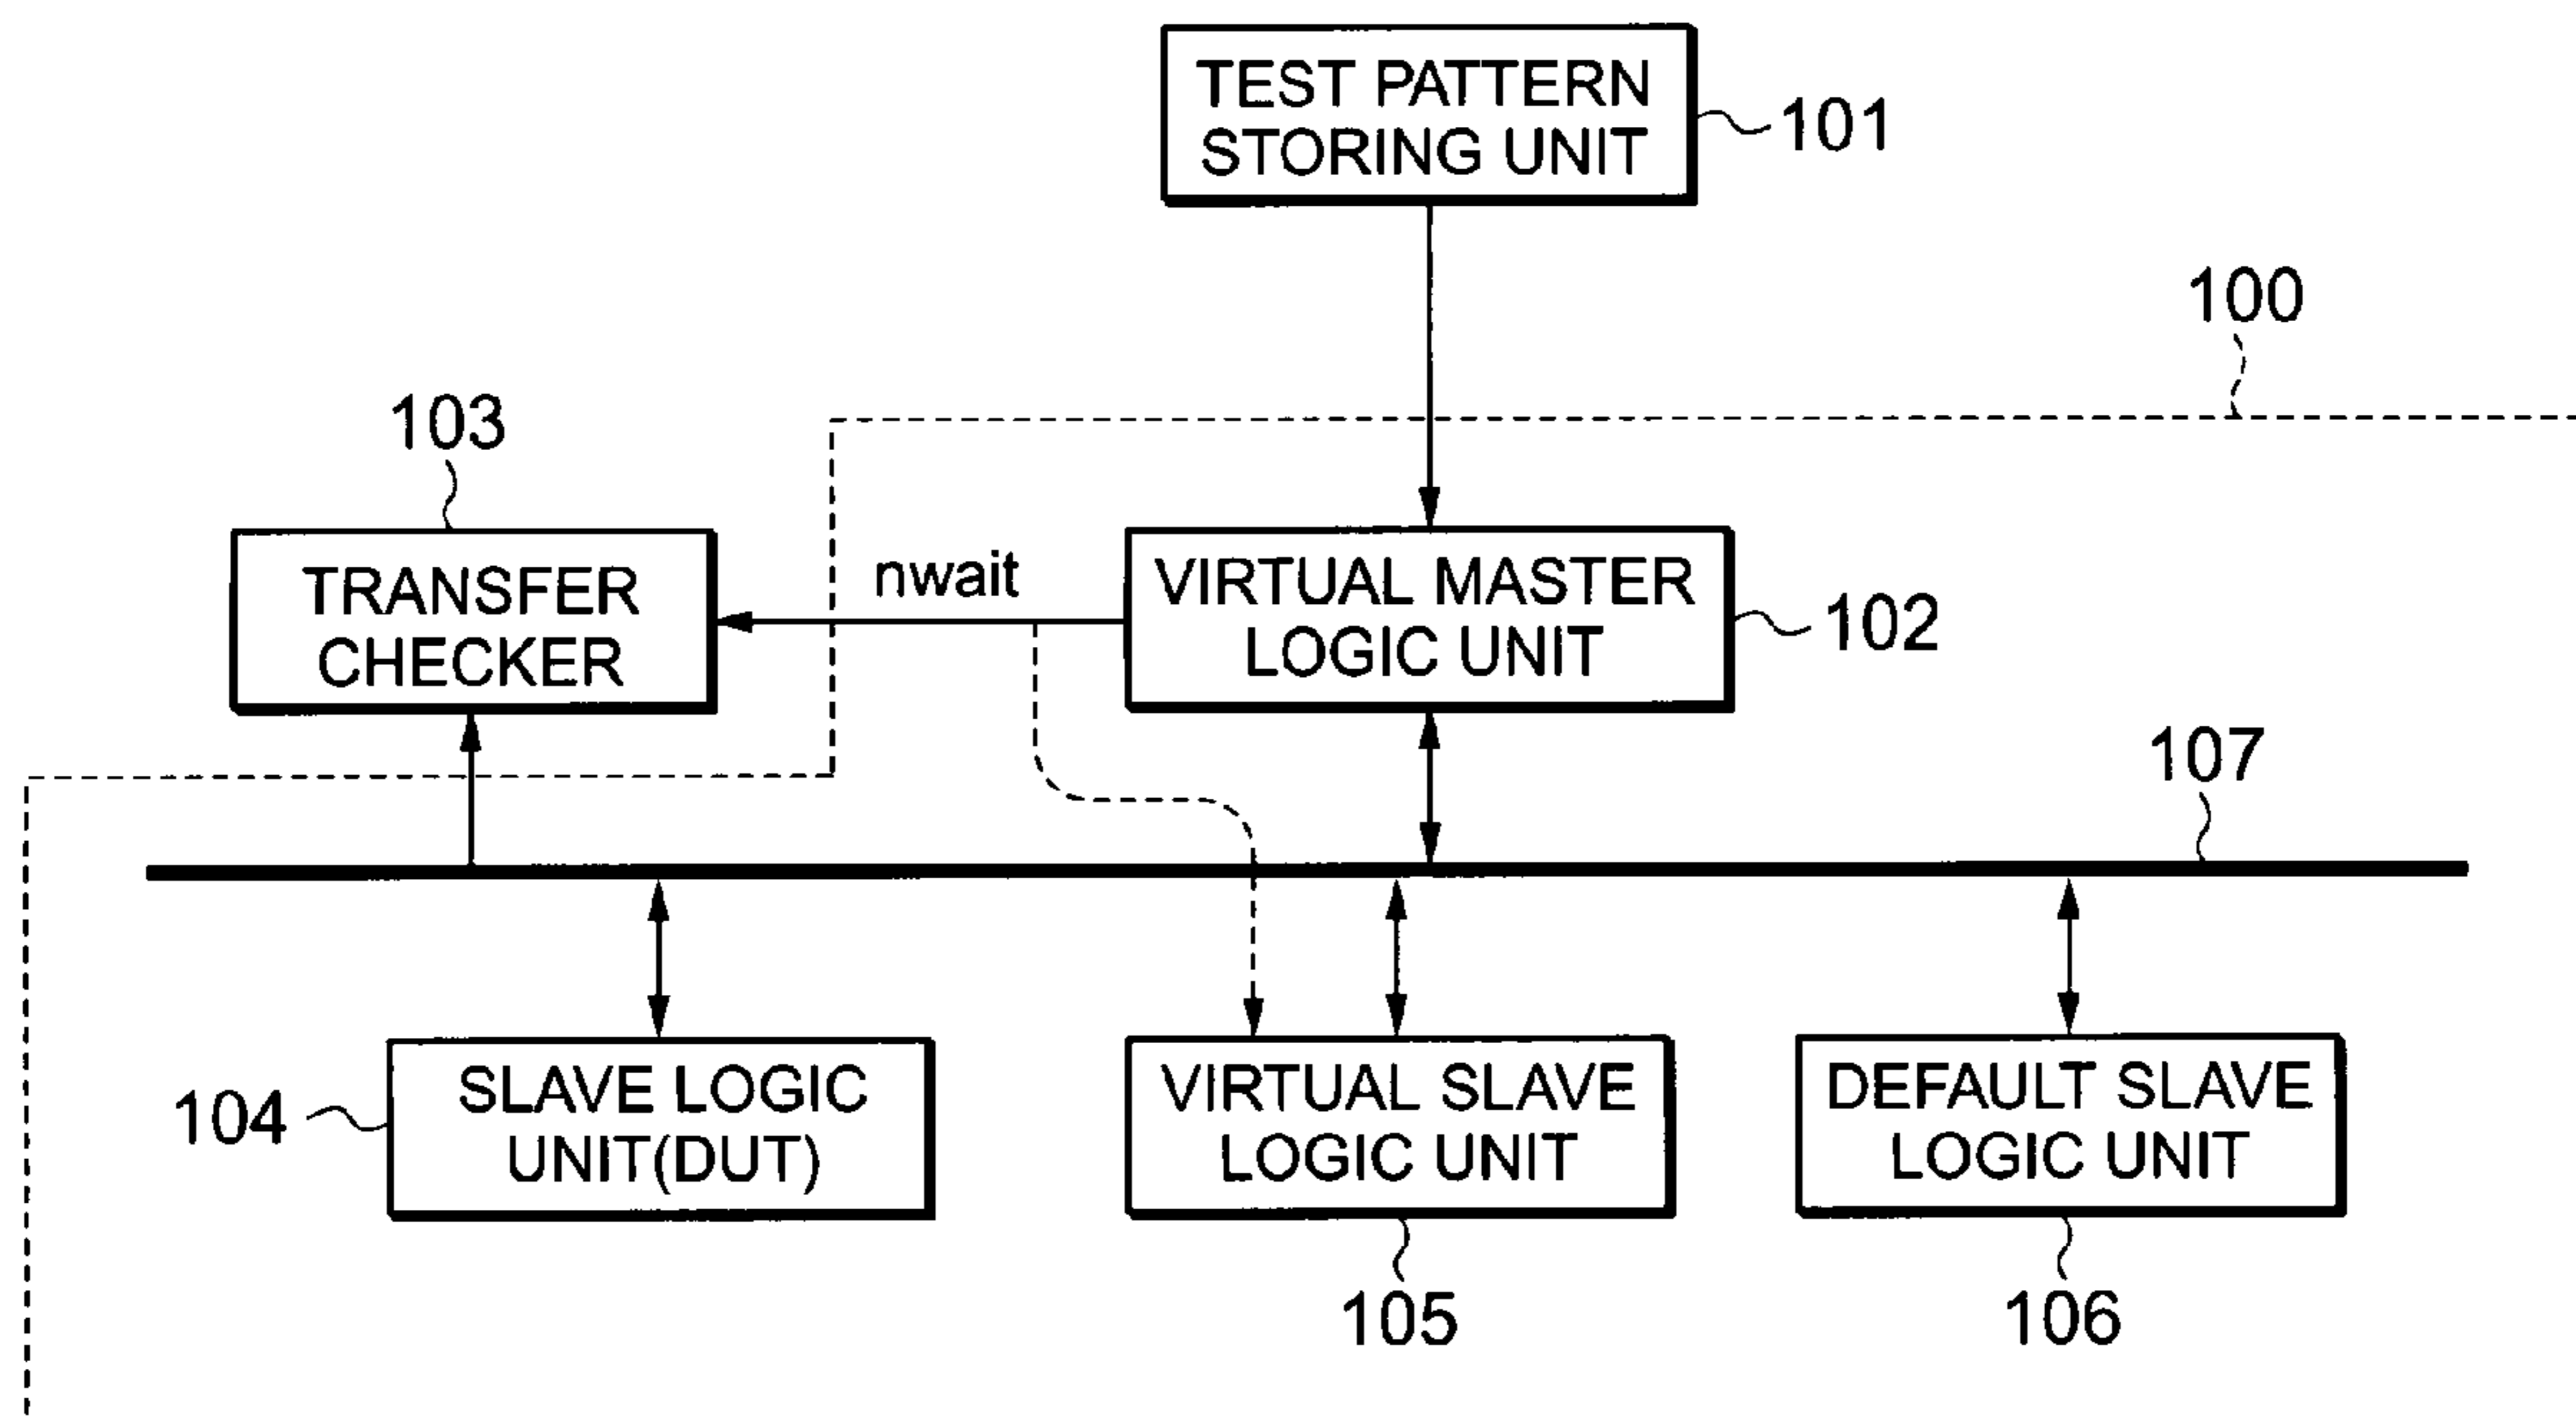 TEST PATTERN
STORING UNIT
101
100
103
TRANSFER
CHECKER
nwait
VIRTUAL MASTER
LOGIC UNIT
102
107
104
SLAVE LOGIC
UNIT(DUT)
VIRTUAL SLAVE
LOGIC UNIT
DEFAULT SLAVE
LOGIC UNIT
105
106